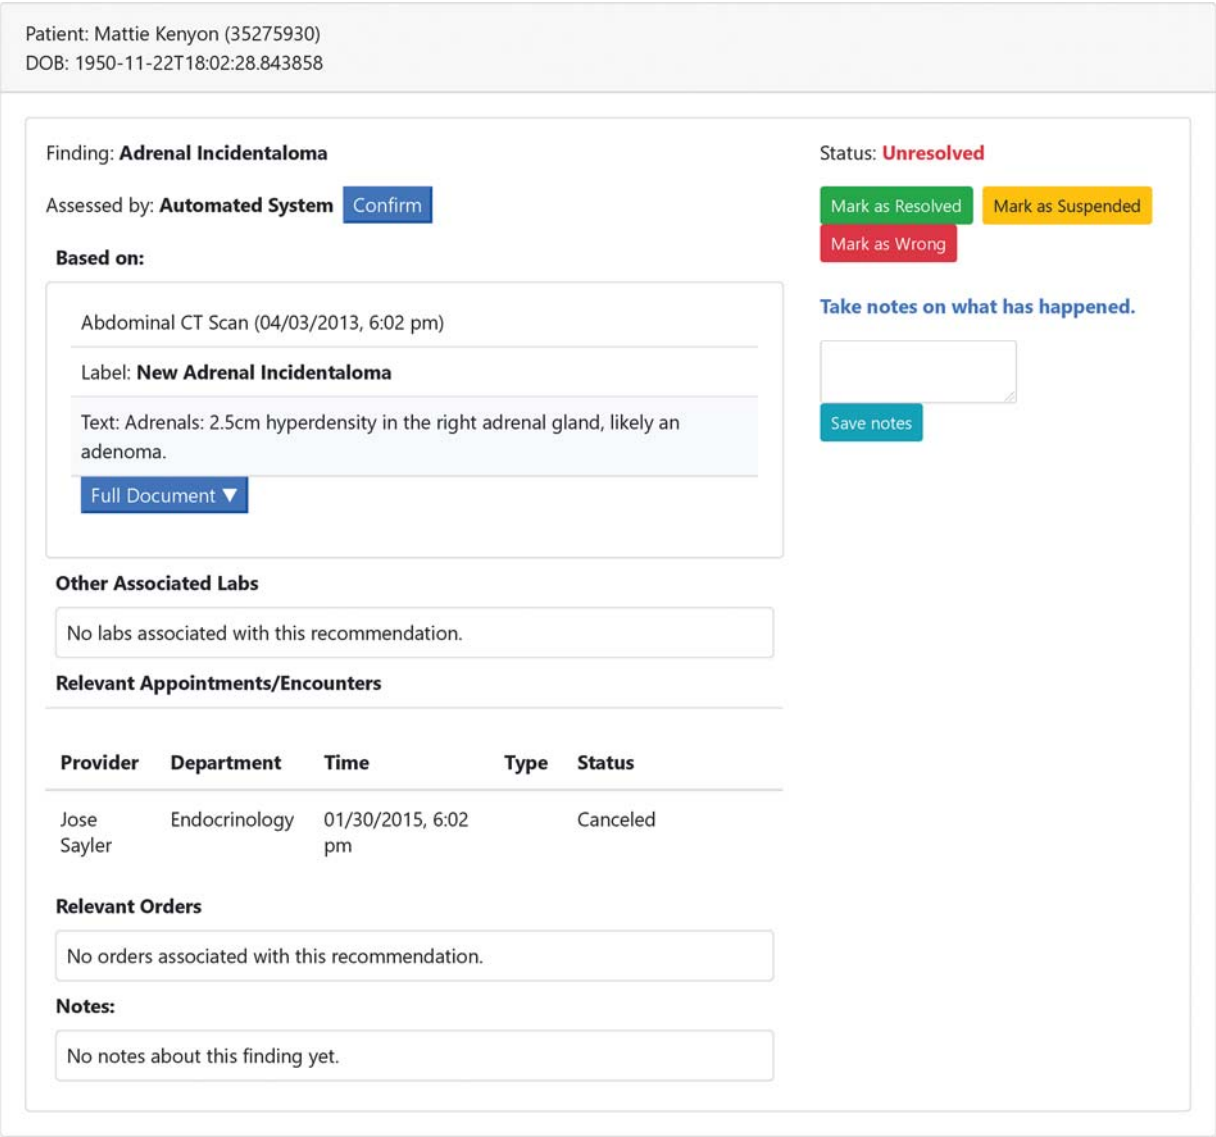 Patient: Mattie Kenyon (35275930)
DOB: 1950-11-22T18:02:28.843858
Finding: Adrenal Incidentaloma
Assessed by: Automated System Confirm
Based on:
Abdominal CT Scan (04/03/2013, 6:02 pm)
Label: New Adrenal Incidentaloma
Text: Adrenals: 2.5cm hyperdensity in the right adrenal gland, likely an
adenoma.
Full Document ▼
Other Associated Labs
No labs associated with this recommendation.
Relevant Appointments/Encounters
Provider Department Time Type Status
Jose Endocrinology 01/30/2015, 6:02 Canceled
Sayler pm
Relevant Orders
No orders associated with this recommendation.
Notes:
No notes about this finding yet.
Status: Unresolved
Mark as Resolved Mark as Suspended
Mark as Wrong
Take notes on what has happened.
Save notes